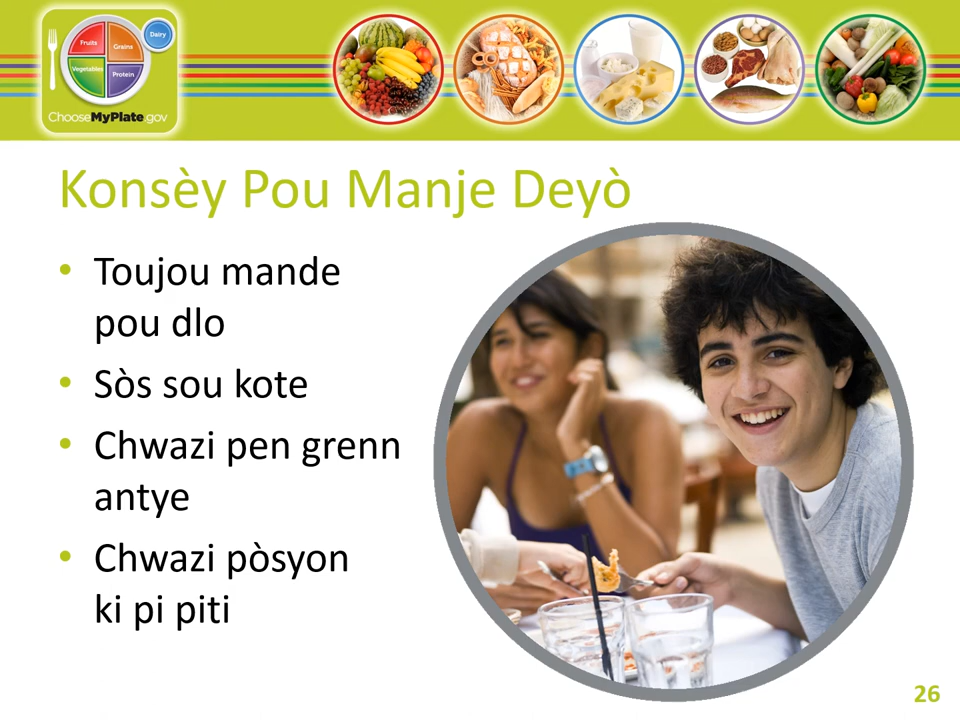 Fruits
Grains
Dairy
Vegetables
Protein
ChooseMyPlate.gov
Konsèy Pou Manje Deyò
• Toujou mande
pou dlo
• Sòs sou kote
• Chwazi pen grenn
antye
• Chwazi pòsyon
ki pi piti
26